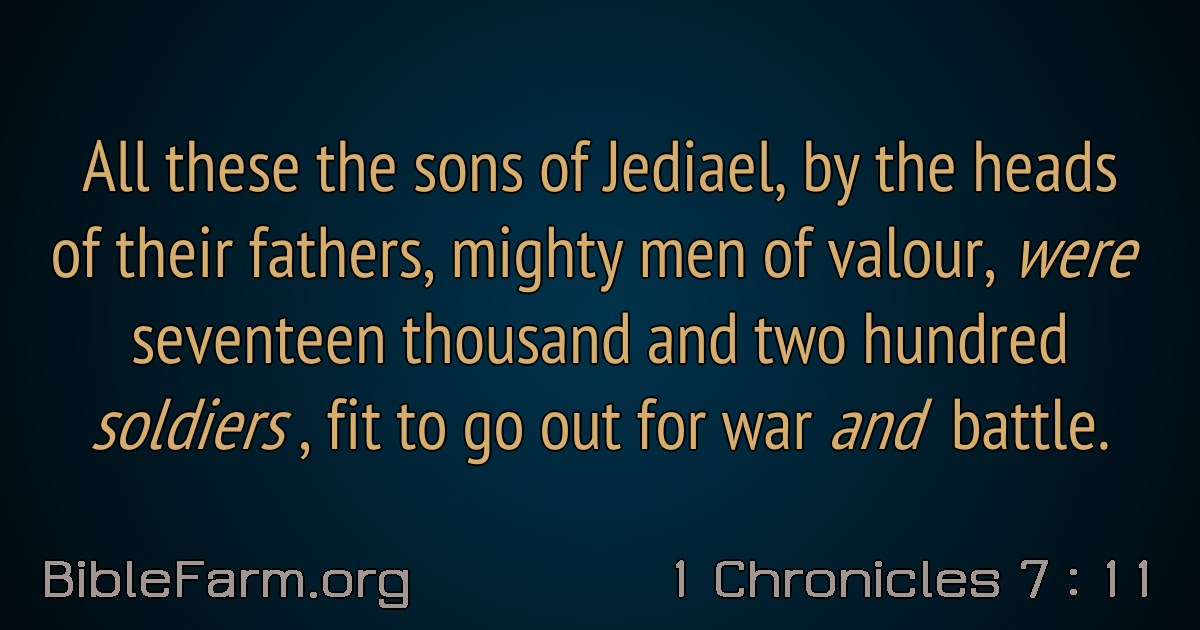 All these the sons of Jediael, by the heads
of their fathers, mighty men of valour, were
seventeen thousand and two hundred
soldiers , fit to go out for war and battle.
BibleFarm.org
1 Chronicles 7 : 11